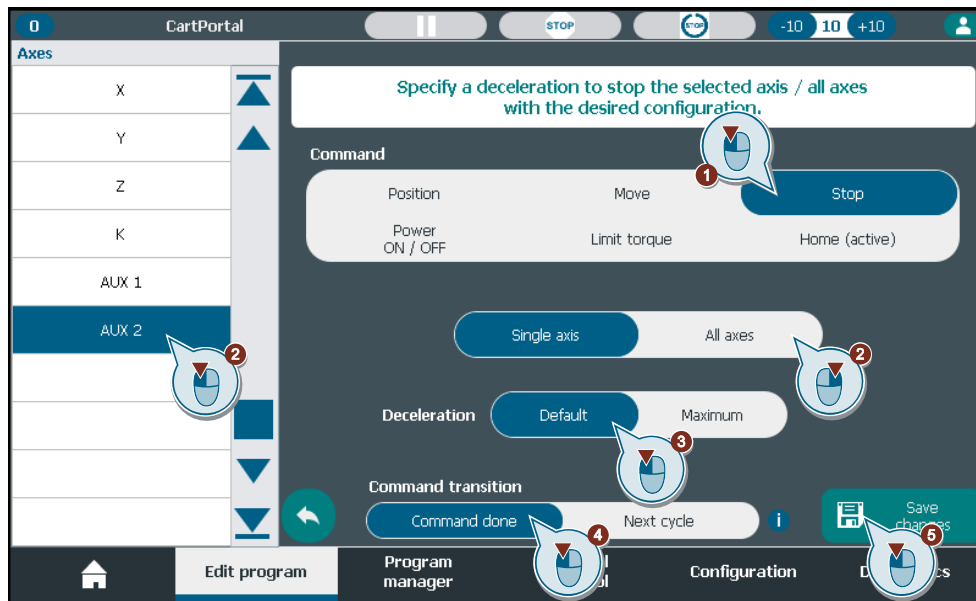 0
CartPortal
STOP
STOP
-10 10 +10
Axes
X
Y
Z
K
AUX 1
AUX 2
2
Specify a deceleration to stop the selected axis / all axes
with the desired configuration.
Command
1
Position
Move
Stop
Power
ON / OFF
Limit torque
Home (active)
Single axis
All axes
2
Deceleration
Default
Maximum
3
Command transition
Command done
Next cycle
i
4
Save
changes
5
Edit program
Program
manager
Configuration